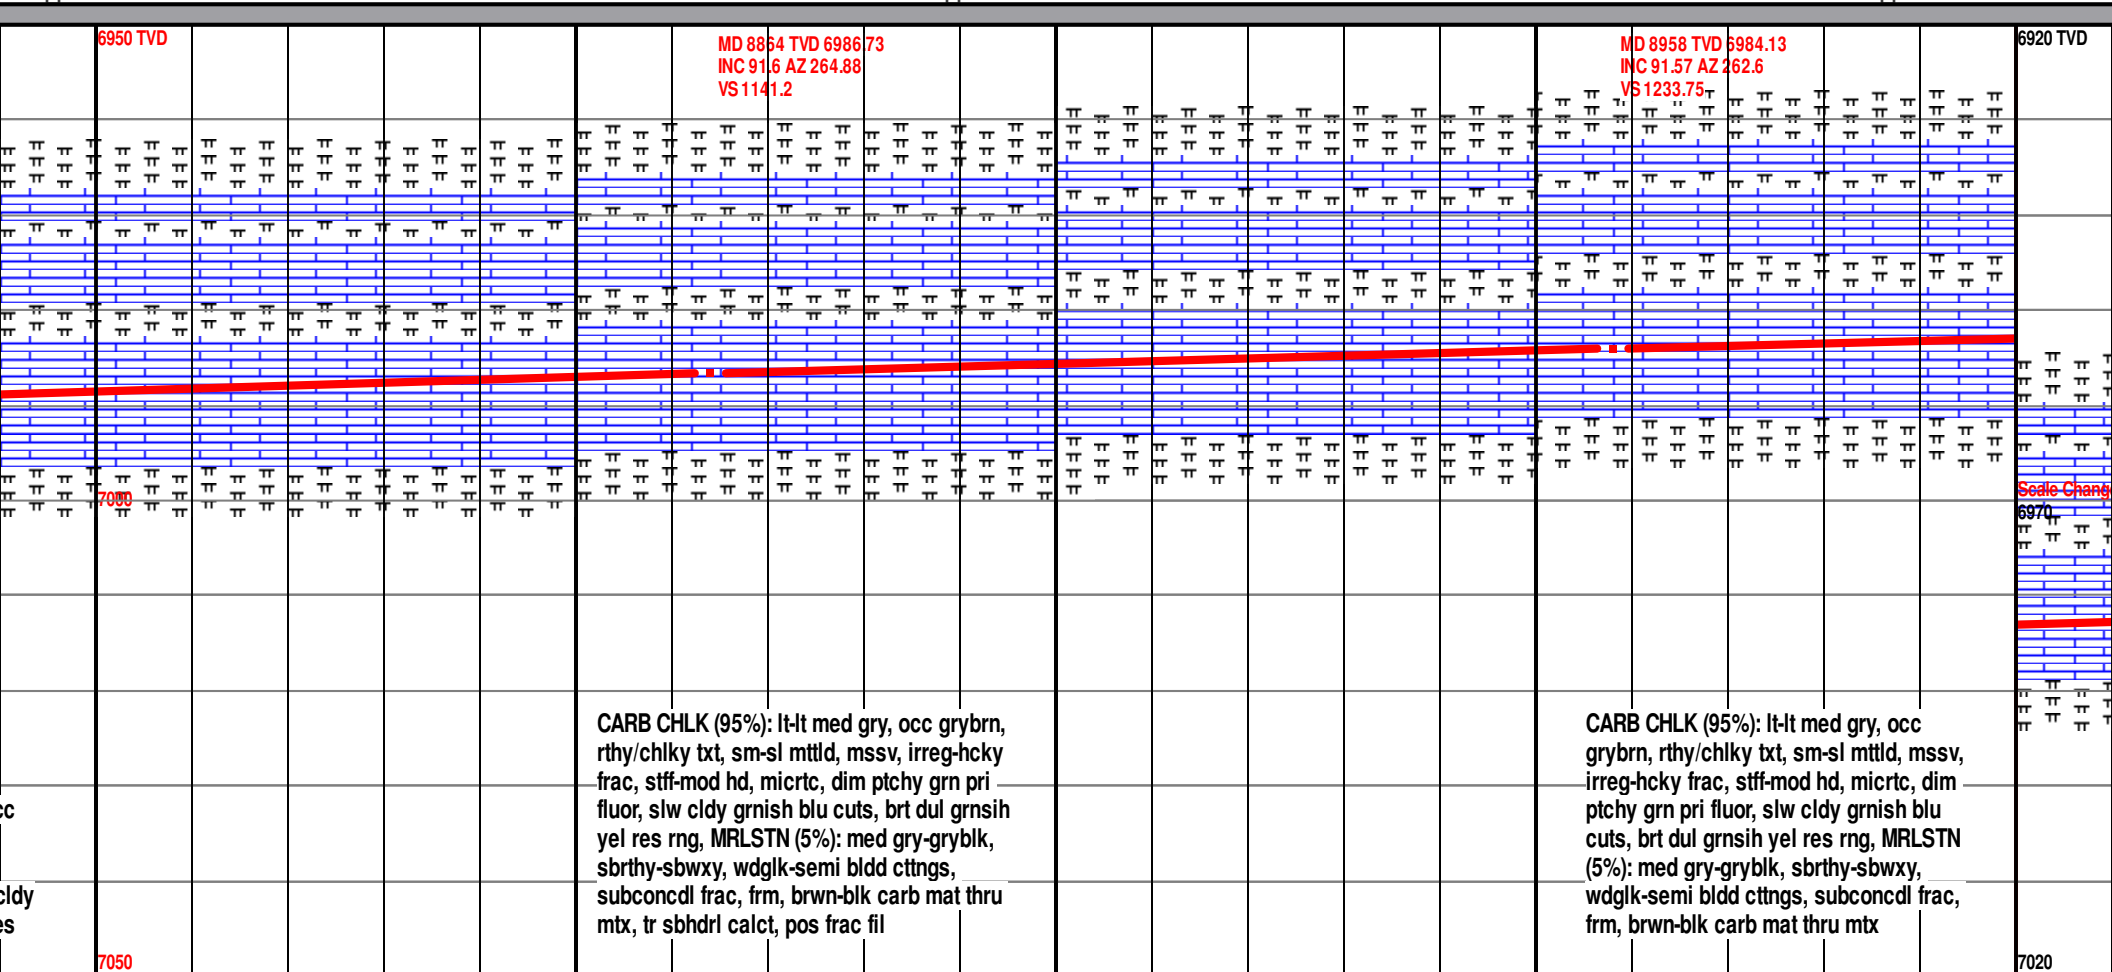 6950 TVD
MD 8864 TVD 6986.73
INC 91.6 AZ 264.88
VS 1141.2
MD 8958 TVD 6984.13
INC 91.57 AZ 262.6
VS 1233.75
6920 TVD
7000
Scale Chang
6970
CARB CHLK (95%): lt-lt med gry, occ grybrn,
rthy/chlky txt, sm-sl mttld, mssv, irreg-hcky
frac, stff-mod hd, micrtc, dim ptchy grn pri
fluor, slw cldy grnish blu cuts, brt dul grnsih
yel res rng, MRLSTN (5%): med gry-gryblk,
sbrthy-sbwxy, wdglk-semi bldd cttngs,
subconcdl frac, frm, brwn-blk carb mat thru
mtx, tr sbhdrl calct, pos frac fil
CARB CHLK (95%): lt-lt med gry, occ
grybrn, rthy/chlky txt, sm-sl mttld, mssv,
irreg-hcky frac, stff-mod hd, micrtc, dim
ptchy grn pri fluor, slw cldy grnish blu
cuts, brt dul grnsih yel res rng, MRLSTN
(5%): med gry-gryblk, sbrthy-sbwxy,
wdglk-semi bldd cttngs, subconcdl frac,
frm, brwn-blk carb mat thru mtx
cc
cldy
es
7050
7020